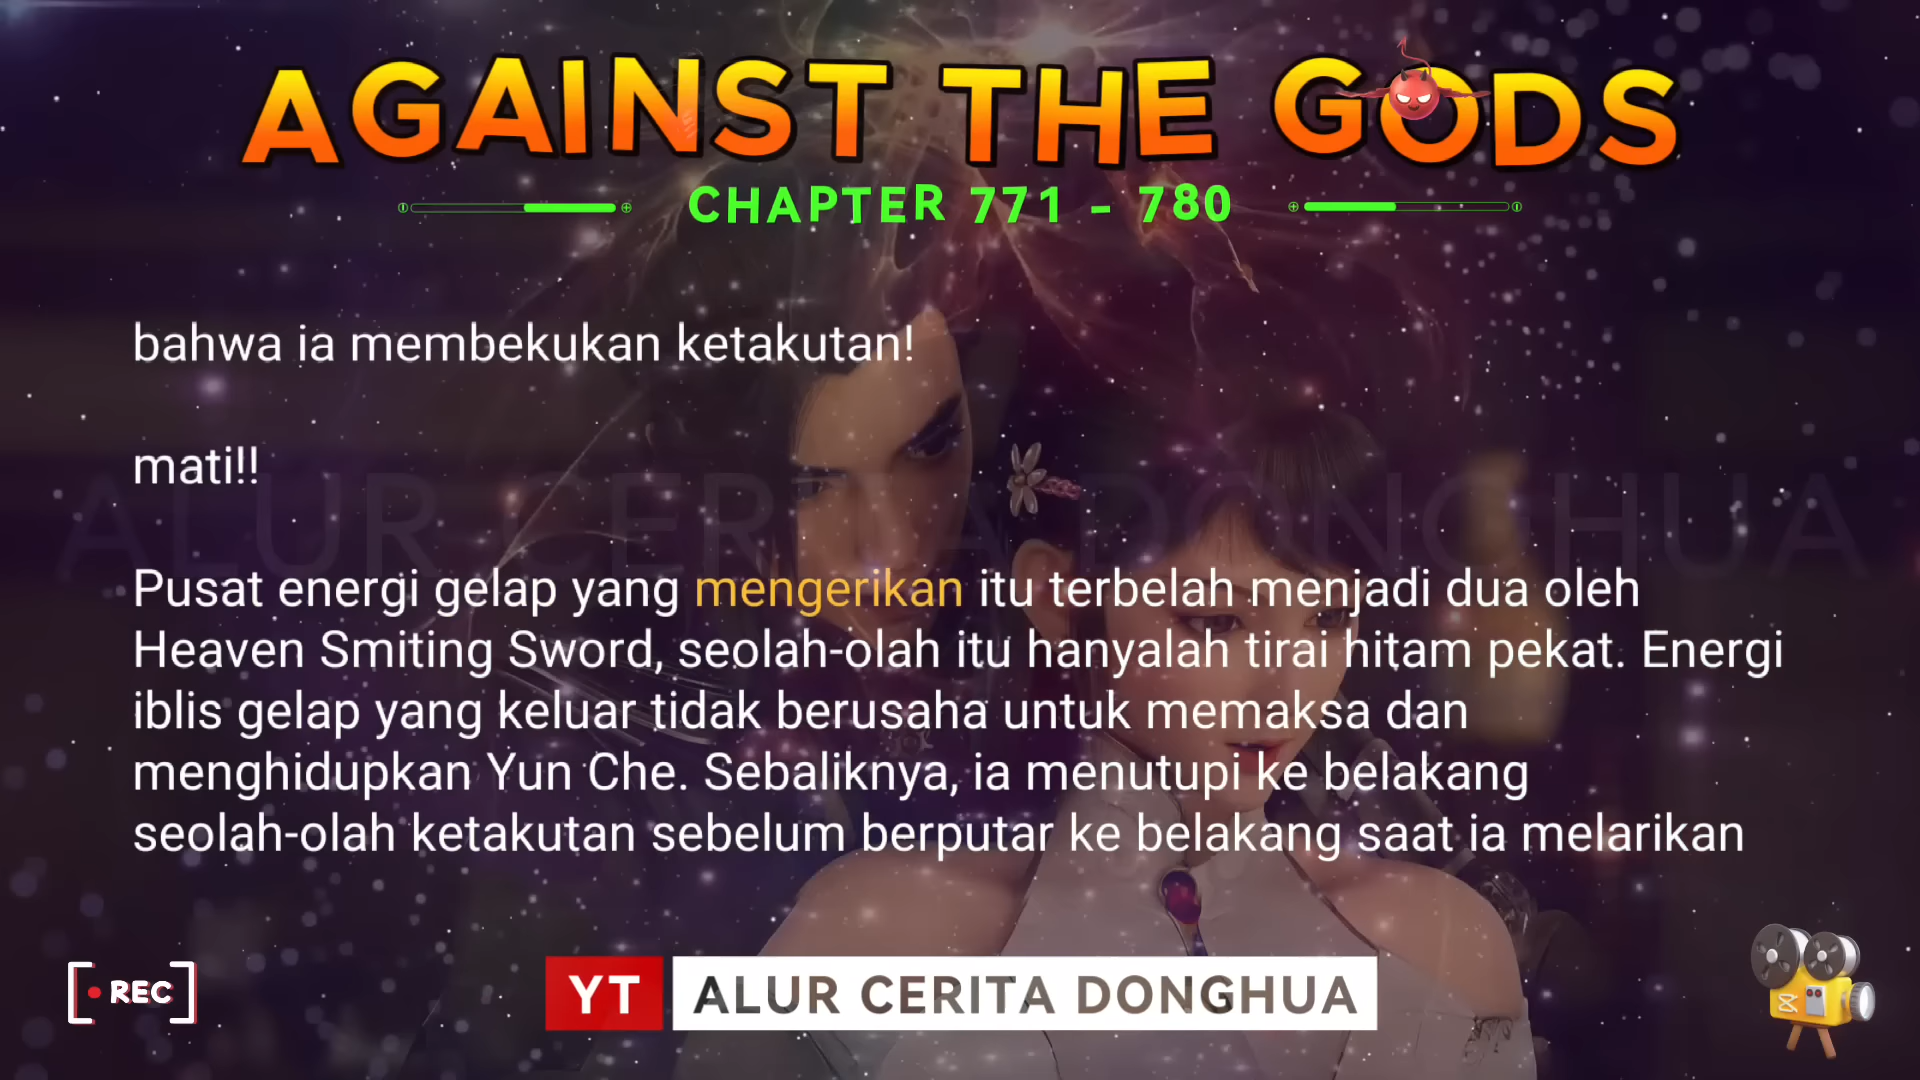 AGAINST THE GODS
CHAPTER 771 - 780
bahwa ia membekukan ketakutan!
mati!!
ALUR CERITA DONGHUA
Pusat energi gelap yang mengerikan itu terbelah menjadi dua oleh
Heaven Smiting Sword, seolah-olah itu hanyalah tirai hitam pekat. Energi
iblis gelap yang keluar tidak berusaha untuk memaksa dan
menghidupkan Yun Che. Sebaliknya, ia menutupi ke belakang
seolah-olah ketakutan sebelum berputar ke belakang saat ia melarikan
REC
YT ALUR CERITA DONGHUA